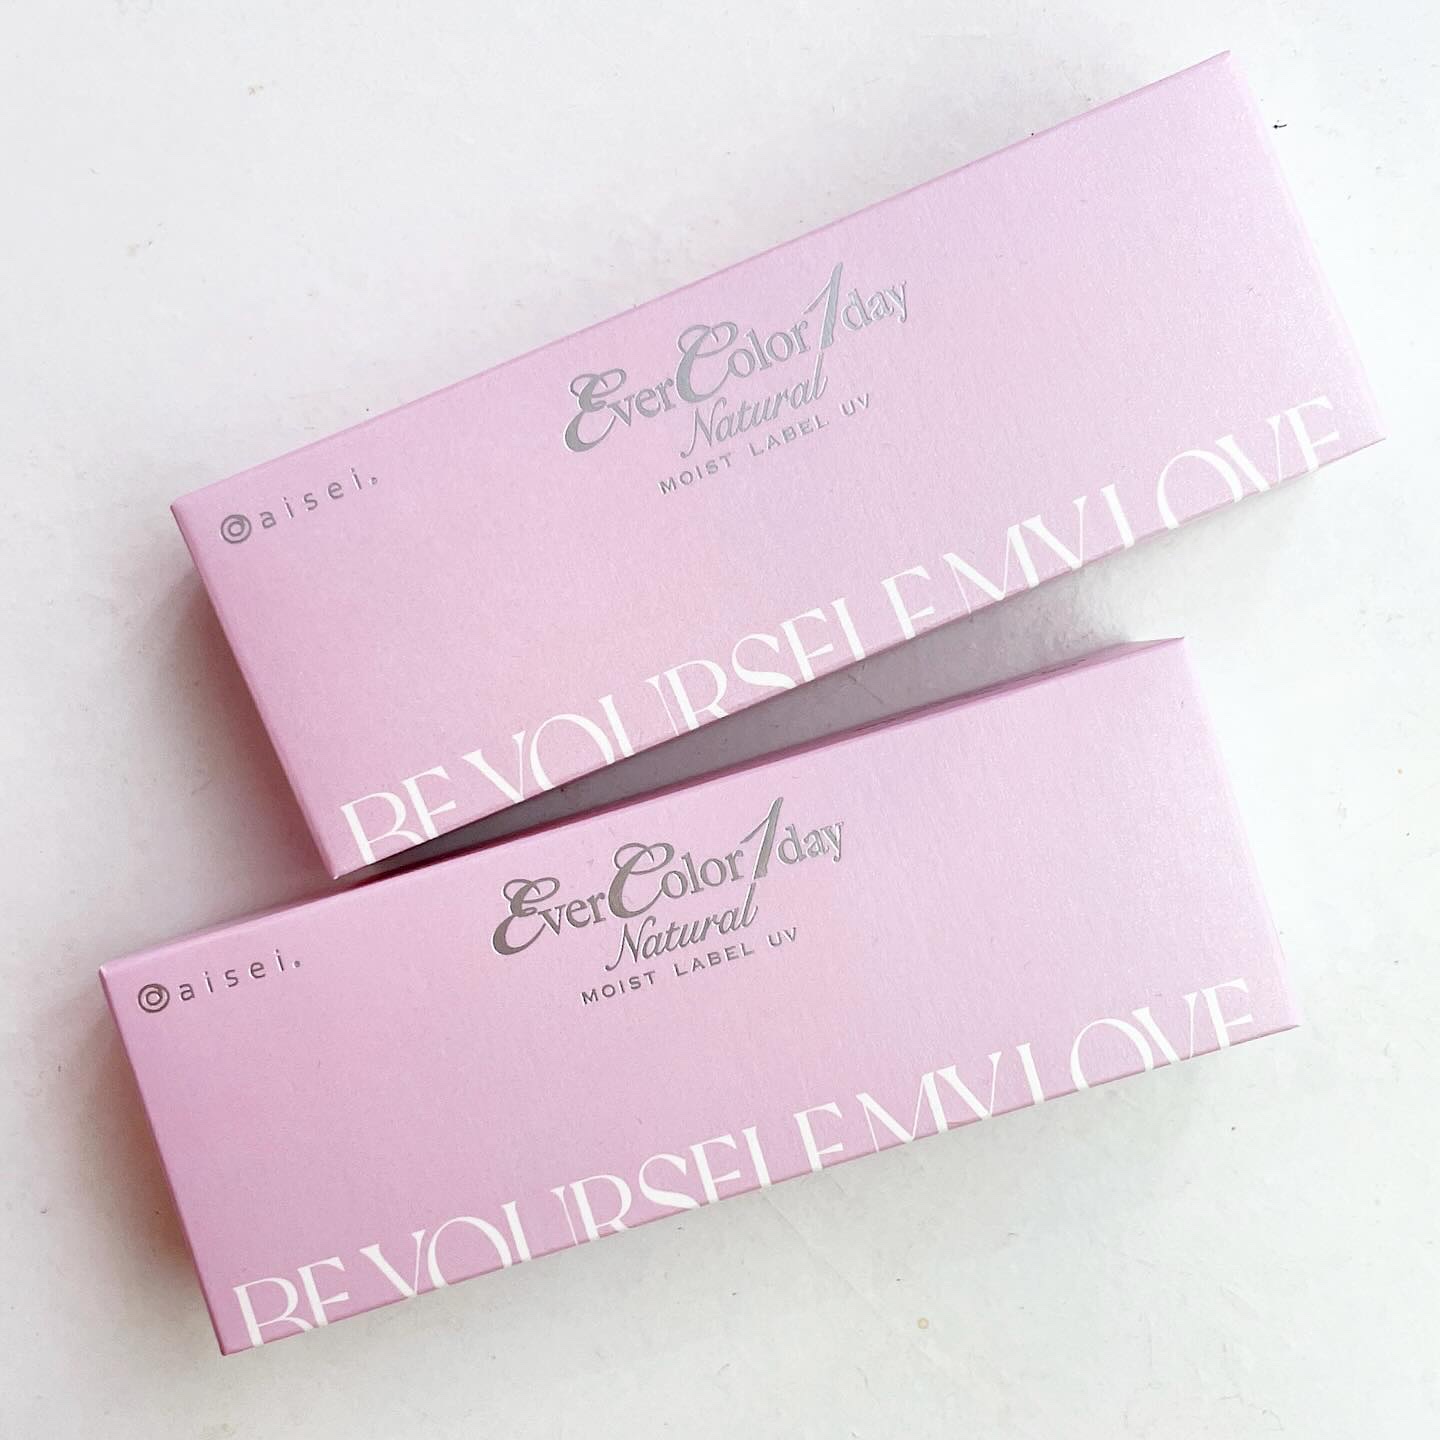 aisei.
EverColor1day
Natural
MOIST LABEL UV
BE YOURSELF MY LOVE
aisei.
EverColor1day
Natural
MOIST LABEL UV
BE YOURSELF MY LOVE